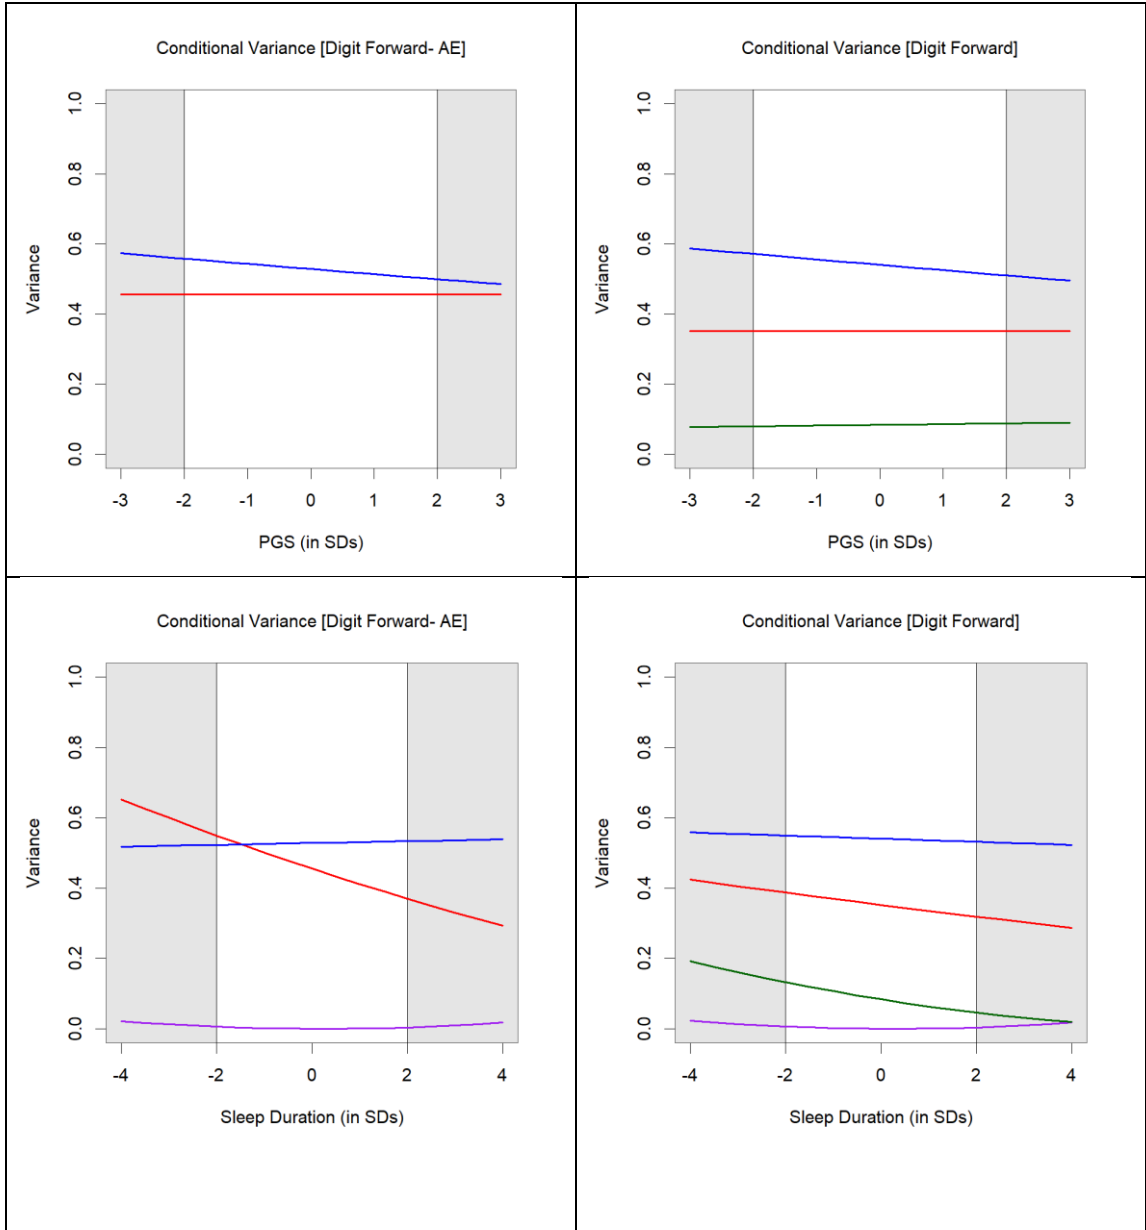 Conditional Variance [Digit Forward- AE]
Variance
1.0
0.8
0.6
0.4
0.2
0.0
-3 -2 -1 0 1 2 3
PGS (in SDs)
Conditional Variance [Digit Forward]
Variance
1.0
0.8
0.6
0.4
0.2
0.0
-3 -2 -1 0 1 2 3
PGS (in SDs)
Conditional Variance [Digit Forward- AE]
Variance
1.0
0.8
0.6
0.4
0.2
0.0
-4 -2 0 2 4
Sleep Duration (in SDs)
Conditional Variance [Digit Forward]
Variance
1.0
0.8
0.6
0.4
0.2
0.0
-4 -2 0 2 4
Sleep Duration (in SDs)